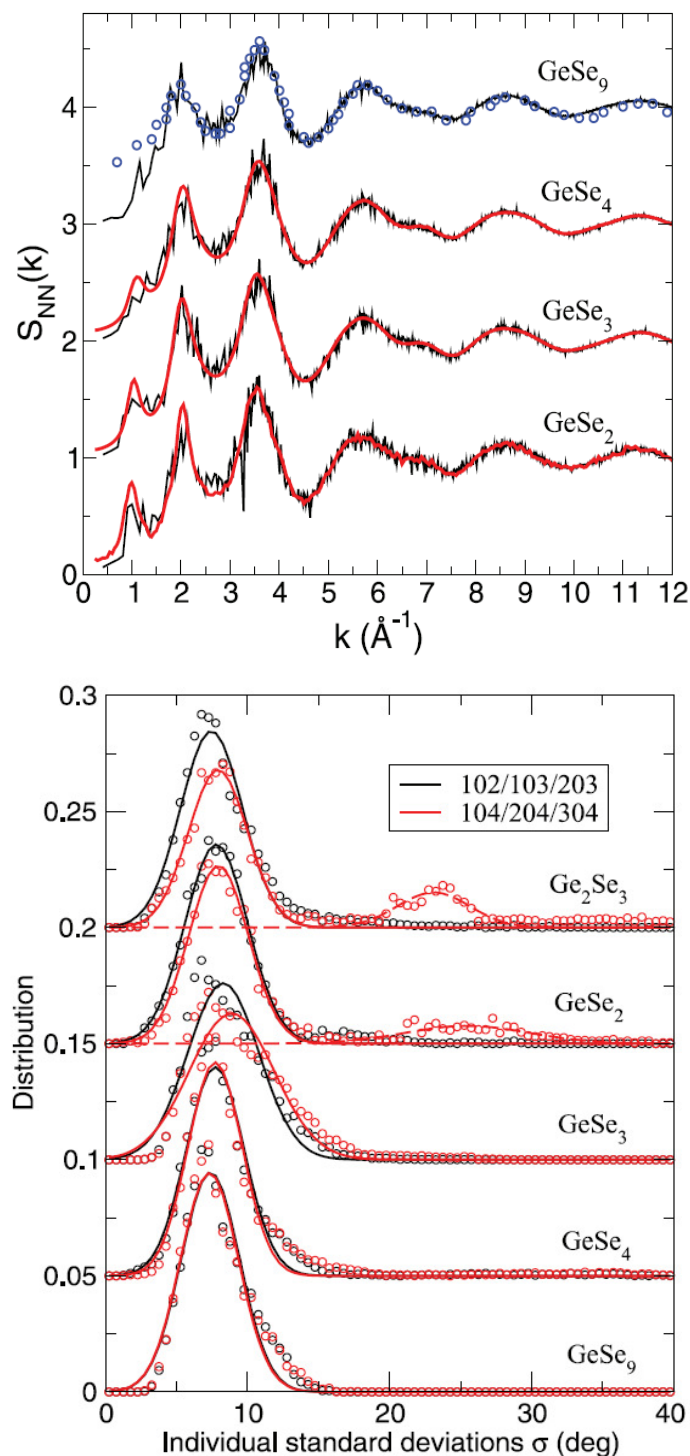 4
GeSe9
GeSe4
3
SNN(k)
GeSe3
2
GeSe2
1
0
0 1 2 3 4 5 6 7 8 9 10 11 12
k (Å-1)
0.3
102/103/203
104/204/304
0.25
Ge2Se3
0.2
Distribution
GeSe2
0.15
GeSe3
0.1
GeSe4
0.05
GeSe9
0
0 10 20 30 40
Individual standard deviations σ (deg)